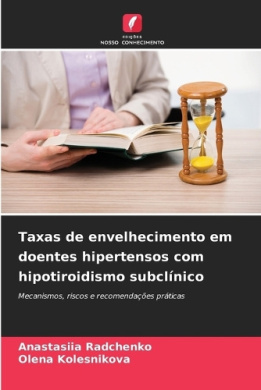 edições
NOSSO CONHECIMENTO
Taxas de envelhecimento em
doentes hipertensos com
hipotiroidismo subclínico
Mecanismos, riscos e recomendações práticas
Anastasiia Radchenko
Olena Kolesnikova